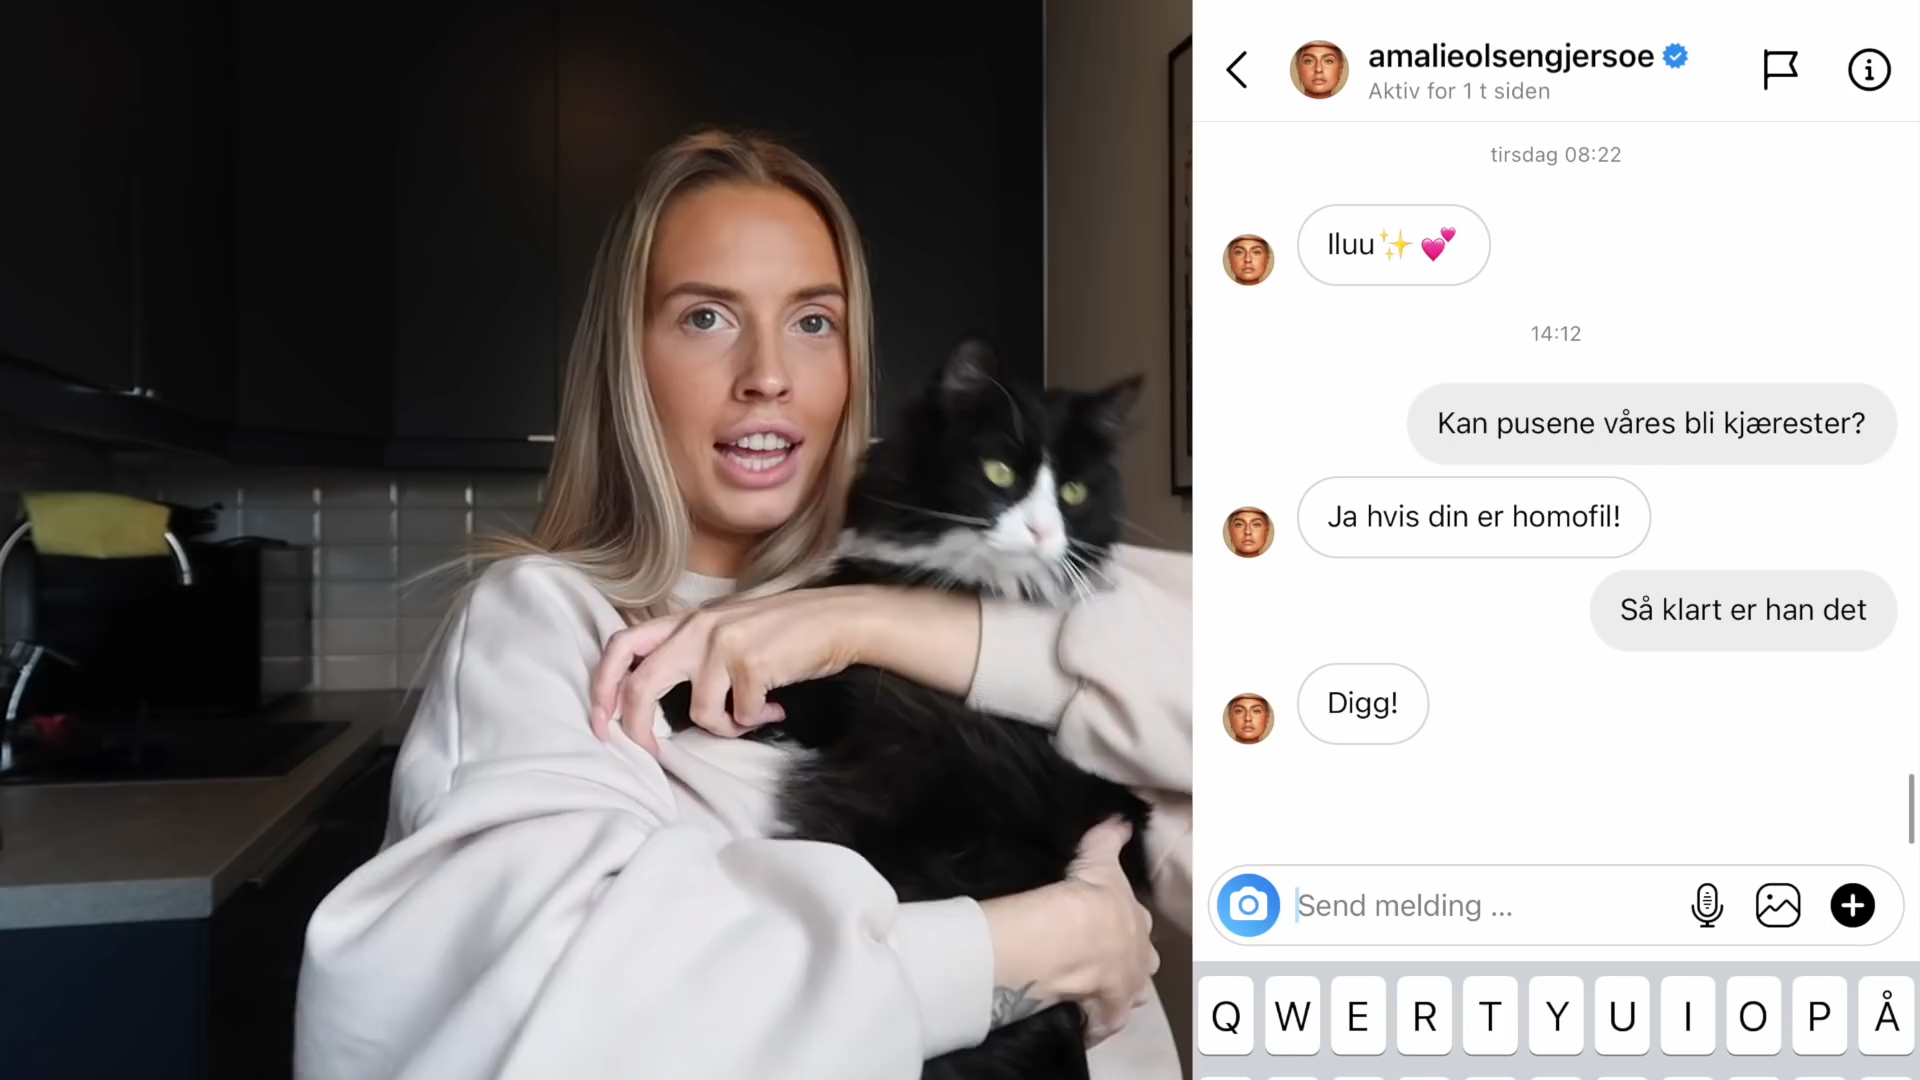 amalieolsengjersoe
Aktiv for 1 t siden
tirsdag 08:22
Iluu✨💕
14:12
Kan pusene våres bli kjærester?
Ja hvis din er homofil!
Så klart er han det
Digg!
Send melding ...
Q W E R T Y U I O P Å